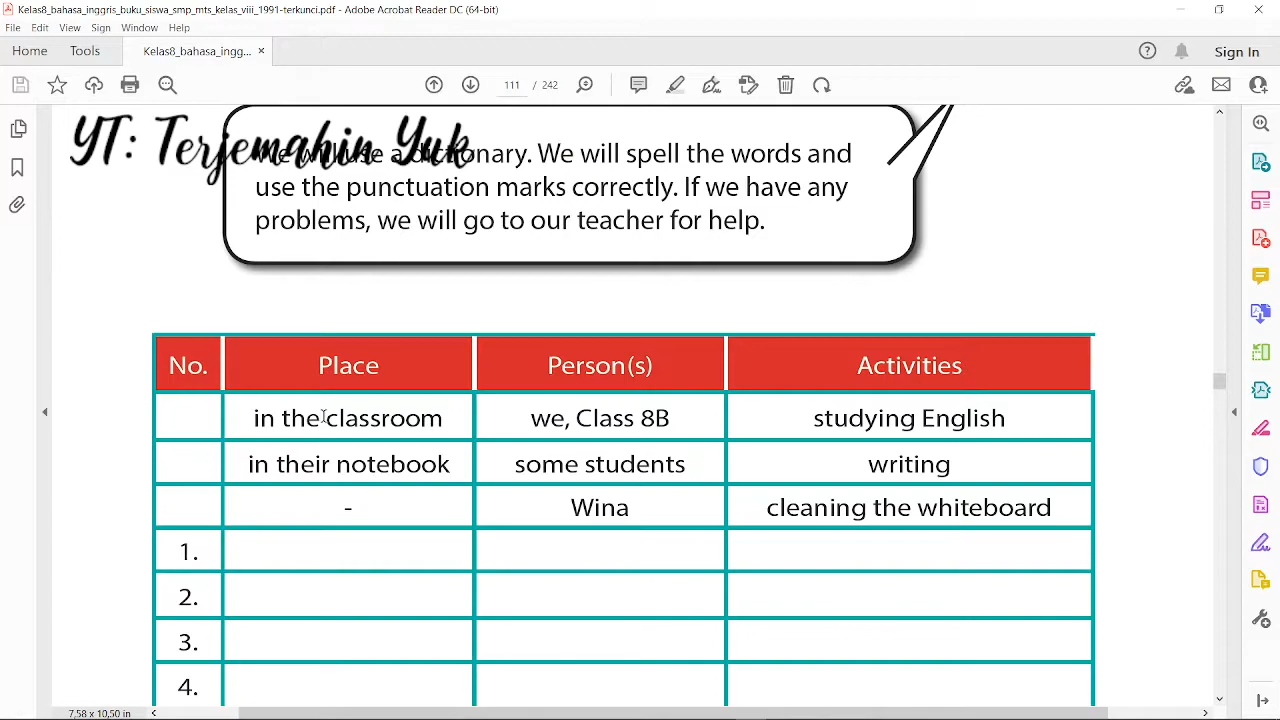 Kelas8_bahasa_inggris_buku_siswa_smp_mts_kelas_viii_1991-terkunci.pdf - Adobe Acrobat Reader DC (64-bit)
File Edit View Sign Window Help
Home Tools Kelas8_bahasa_ingg... × Sign In
111 / 242
YT: Terjemahin Yuk
We will use a dictionary. We will spell the words and
use the punctuation marks correctly. If we have any
problems, we will go to our teacher for help.
No. Place Person(s) Activities
in the classroom we, Class 8B studying English
in their notebook some students writing
- Wina cleaning the whiteboard
1.
2.
3.
4.
7,58 x 10,50 in